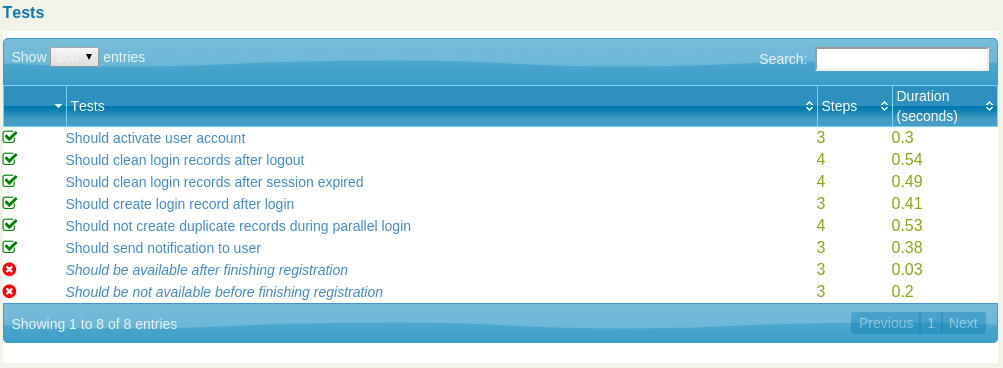 Tests
Show 100 entries Search:
Tests Steps Duration (seconds)
Should activate user account 3 0.3
Should clean login records after logout 4 0.54
Should clean login records after session expired 4 0.49
Should create login record after login 3 0.41
Should not create duplicate records during parallel login 4 0.53
Should send notification to user 3 0.38
Should be available after finishing registration 3 0.03
Should be not available before finishing registration 3 0.2
Showing 1 to 8 of 8 entries Previous 1 Next